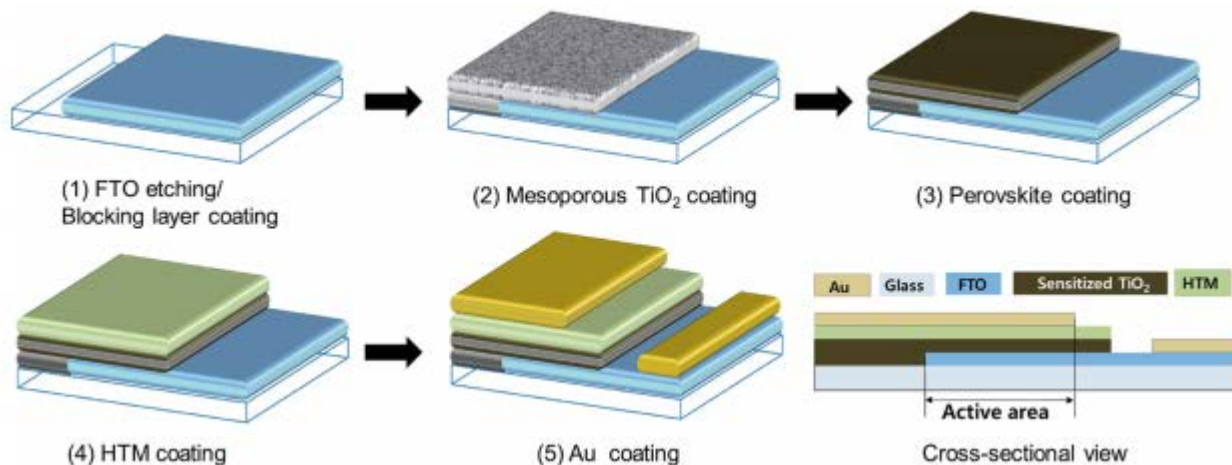 (1) FTO etching/
Blocking layer coating
(2) Mesoporous TiO₂ coating
(3) Perovskite coating
(4) HTM coating
(5) Au coating
Au Glass FTO Sensitized TiO₂ HTM
Active area
Cross-sectional view